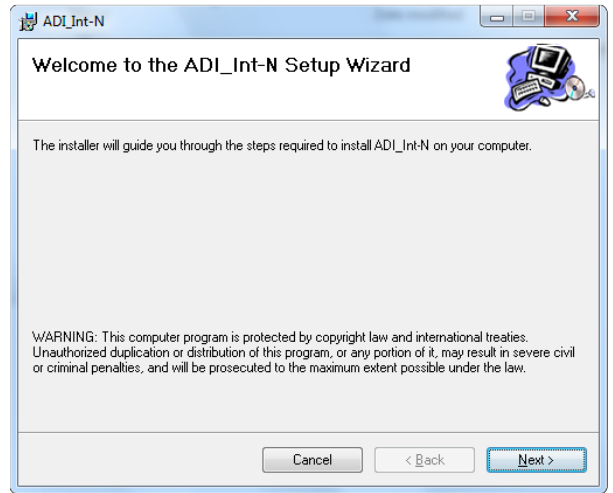 ADI_Int-N
Welcome to the ADI_Int-N Setup Wizard
The installer will guide you through the steps required to install ADI_Int-N on your computer.
WARNING: This computer program is protected by copyright law and international treaties.
Unauthorized duplication or distribution of this program, or any portion of it, may result in severe civil
or criminal penalties, and will be prosecuted to the maximum extent possible under the law.
Cancel
< Back
Next >